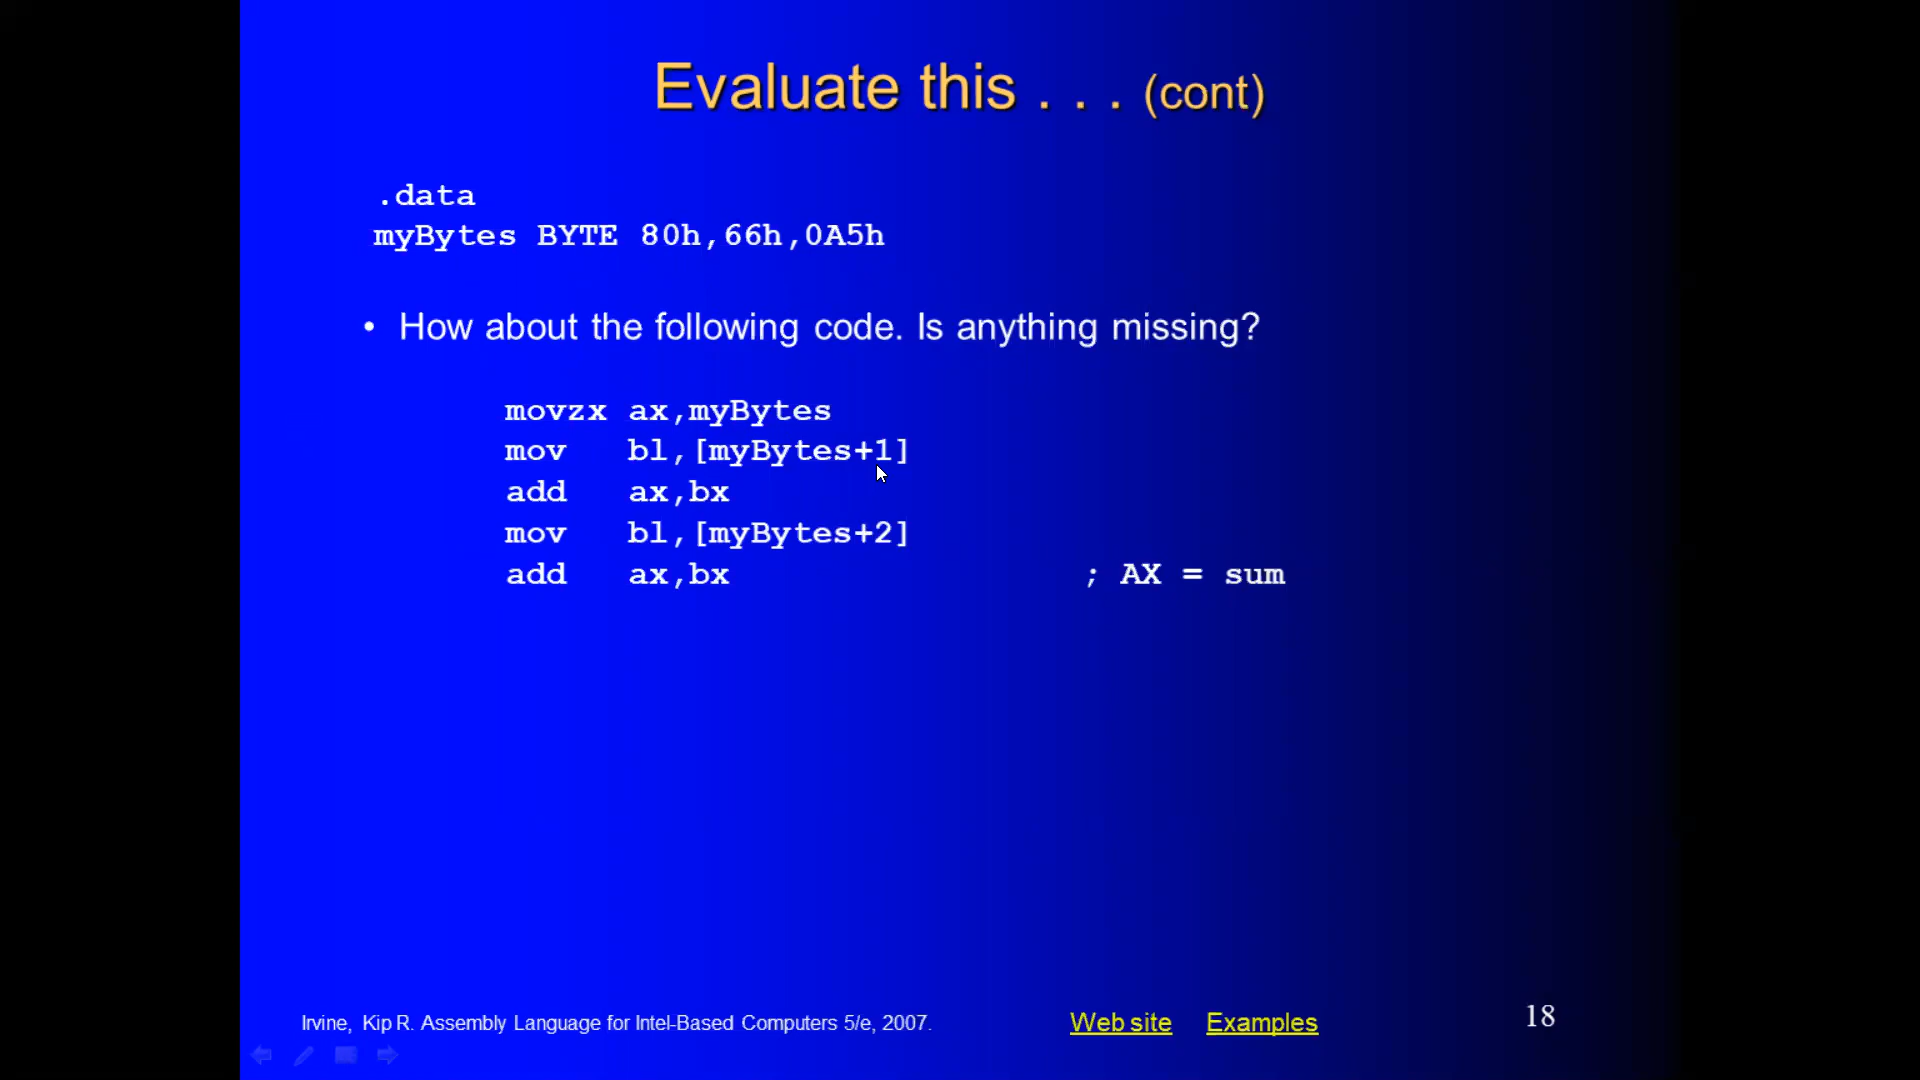 Evaluate this . . . (cont)
.data
myBytes BYTE 80h,66h,0A5h
• How about the following code. Is anything missing?
movzx ax,myBytes
mov bl,[myBytes+1]
add ax,bx
mov bl,[myBytes+2]
add ax,bx ; AX = sum
Irvine, Kip R. Assembly Language for Intel-Based Computers 5/e, 2007. Web site Examples 18